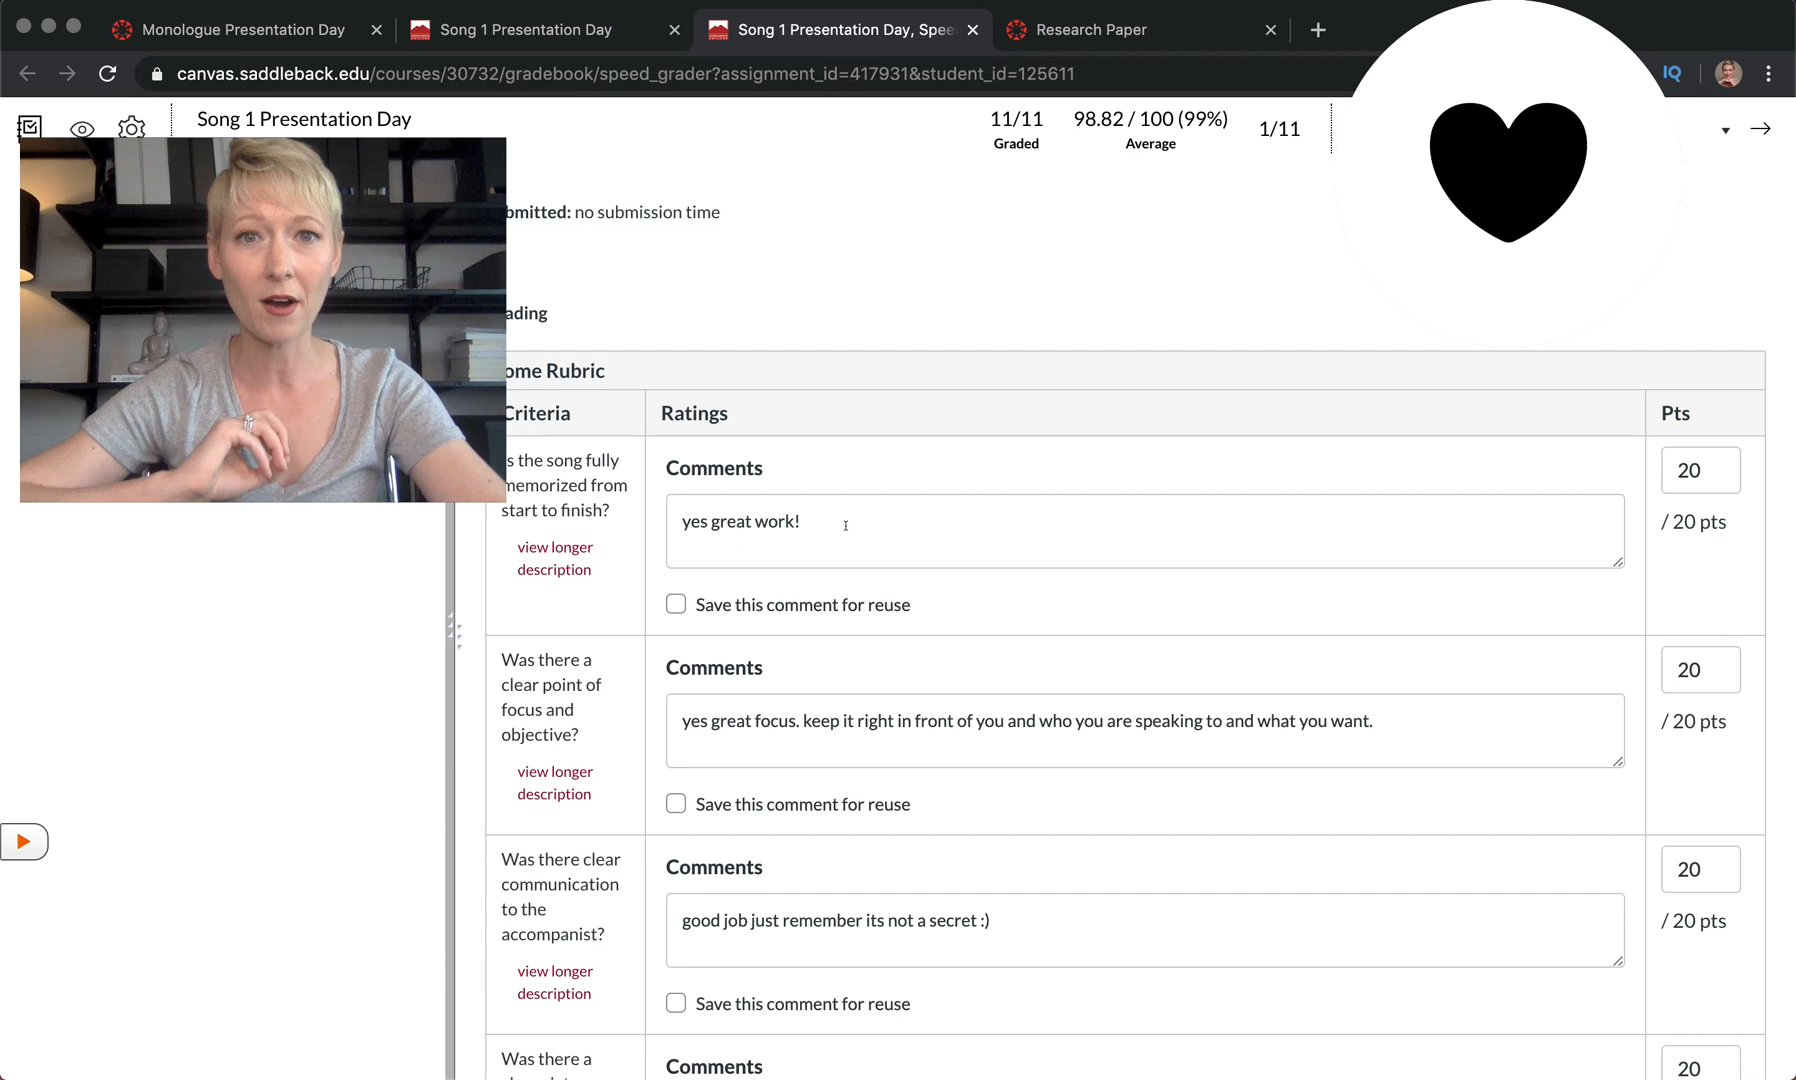 Monologue Presentation Day
Song 1 Presentation Day
Song 1 Presentation Day, Spee
Research Paper
canvas.saddleback.edu/courses/30732/gradebook/speed_grader?assignment_id=417931&student_id=125611
IQ
Song 1 Presentation Day
11/11
Graded
98.82 / 100 (99%)
Average
1/11
bmitted: no submission time
ading
ome Rubric
Criteria
Ratings
Pts
s the song fully
memorized from
start to finish?
view longer
description
Comments
yes great work!
Save this comment for reuse
20
/ 20 pts
Was there a
clear point of
focus and
objective?
view longer
description
Comments
yes great focus. keep it right in front of you and who you are speaking to and what you want.
Save this comment for reuse
20
/ 20 pts
Was there clear
communication
to the
accompanist?
view longer
description
Comments
good job just remember its not a secret :)
Save this comment for reuse
20
/ 20 pts
Was there a
Comments
20